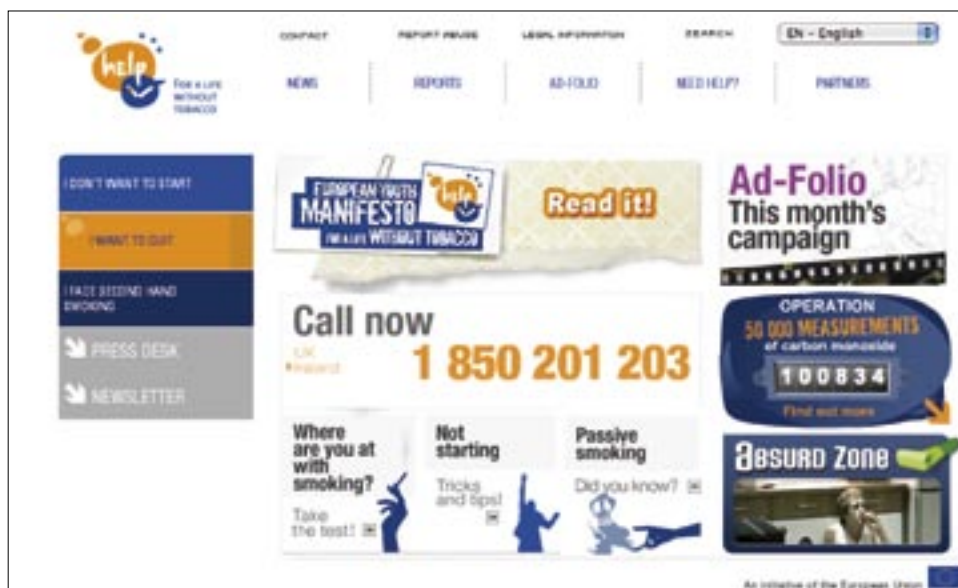 CONTACT
REPORT ABUSE
LEGAL INFORMATION
SEARCH
EN - English
help
FOR A LIFE
WITHOUT
TOBACCO
NEWS
REPORTS
AD-FOLIO
NEED HELP?
PARTNERS
I DON'T WANT TO START
I WANT TO QUIT
I FACE SECOND HAND
SMOKING
PRESS DESK
NEWSLETTER
EUROPEAN YOUTH
MANIFESTO
FOR A LIFE WITHOUT TOBACCO
help
Read it!
Ad-Folio
This month's
campaign
Call now
UK
Ireland
1 850 201 203
OPERATION
50 000 MEASUREMENTS
of carbon monoxide
100834
Find out more
Where
are you at
with
smoking?
Take
the test!
Not
starting
Tricks
and tips!
Passive
smoking
Did you know?
ABSURD ZONE
An initiative of the European Union